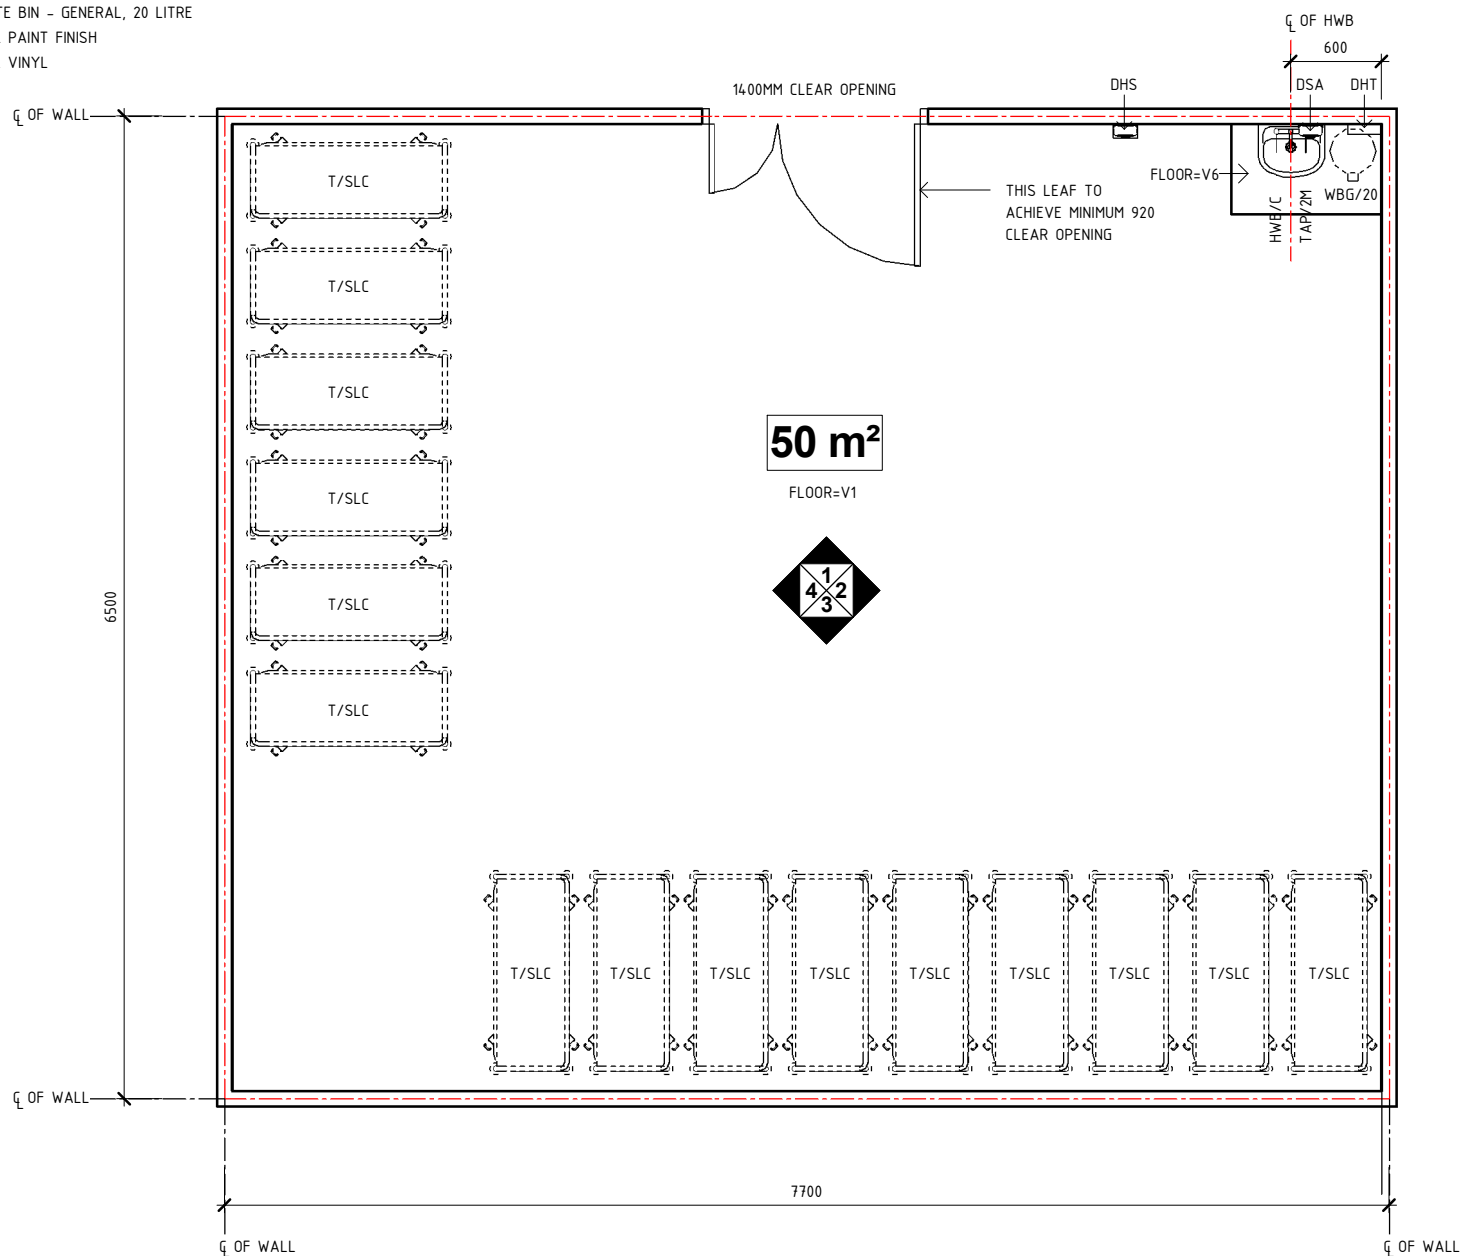 TE BIN - GENERAL, 20 LITRE
PAINT FINISH
VINYL
℄ OF HWB
600
℄ OF WALL
1400MM CLEAR OPENING
DHS
DSA
DHT
T/SLC
FLOOR=V6
WBG/20
THIS LEAF TO
ACHIEVE MINIMUM 920
CLEAR OPENING
HWB/C
TAP/2M
T/SLC
T/SLC
50 m²
FLOOR=V1
T/SLC
1
4 2
3
T/SLC
6500
T/SLC
T/SLC T/SLC T/SLC T/SLC T/SLC T/SLC T/SLC T/SLC T/SLC
℄ OF WALL
7700
℄ OF WALL
℄ OF WALL